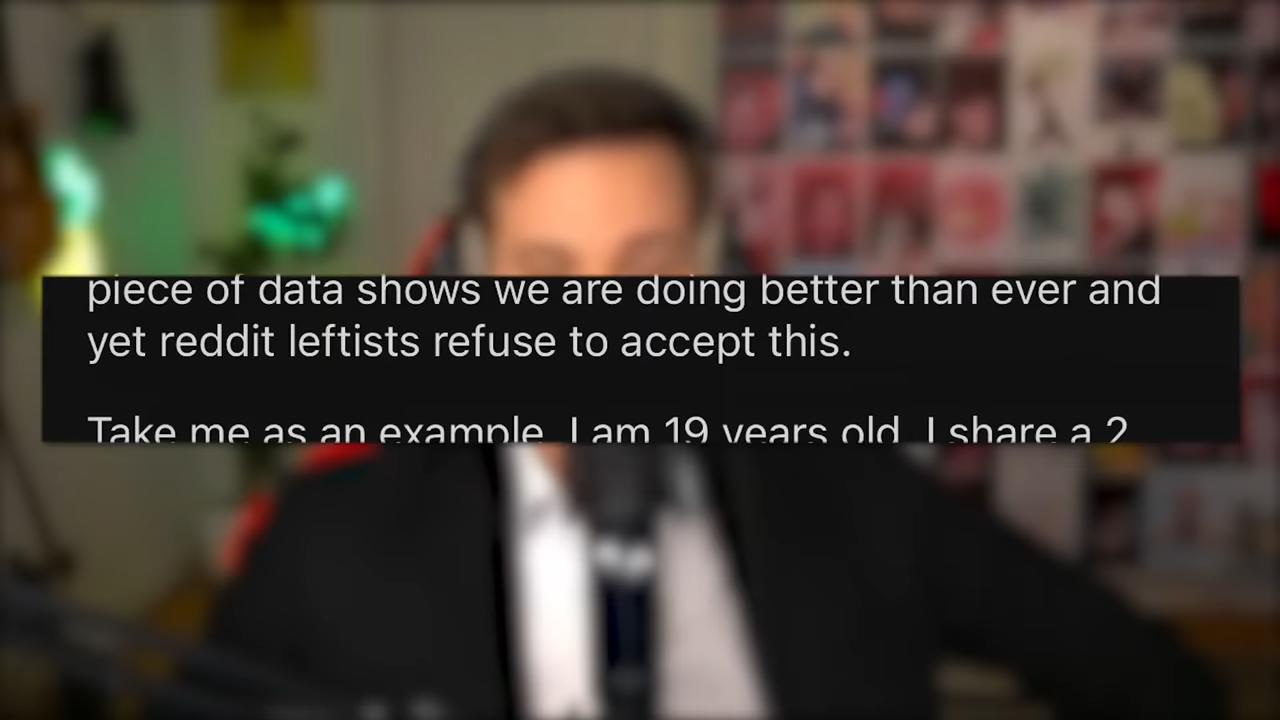 piece of data shows we are doing better than ever and
yet reddit leftists refuse to accept this.
Take me as an example. I am 19 years old. I share a 2